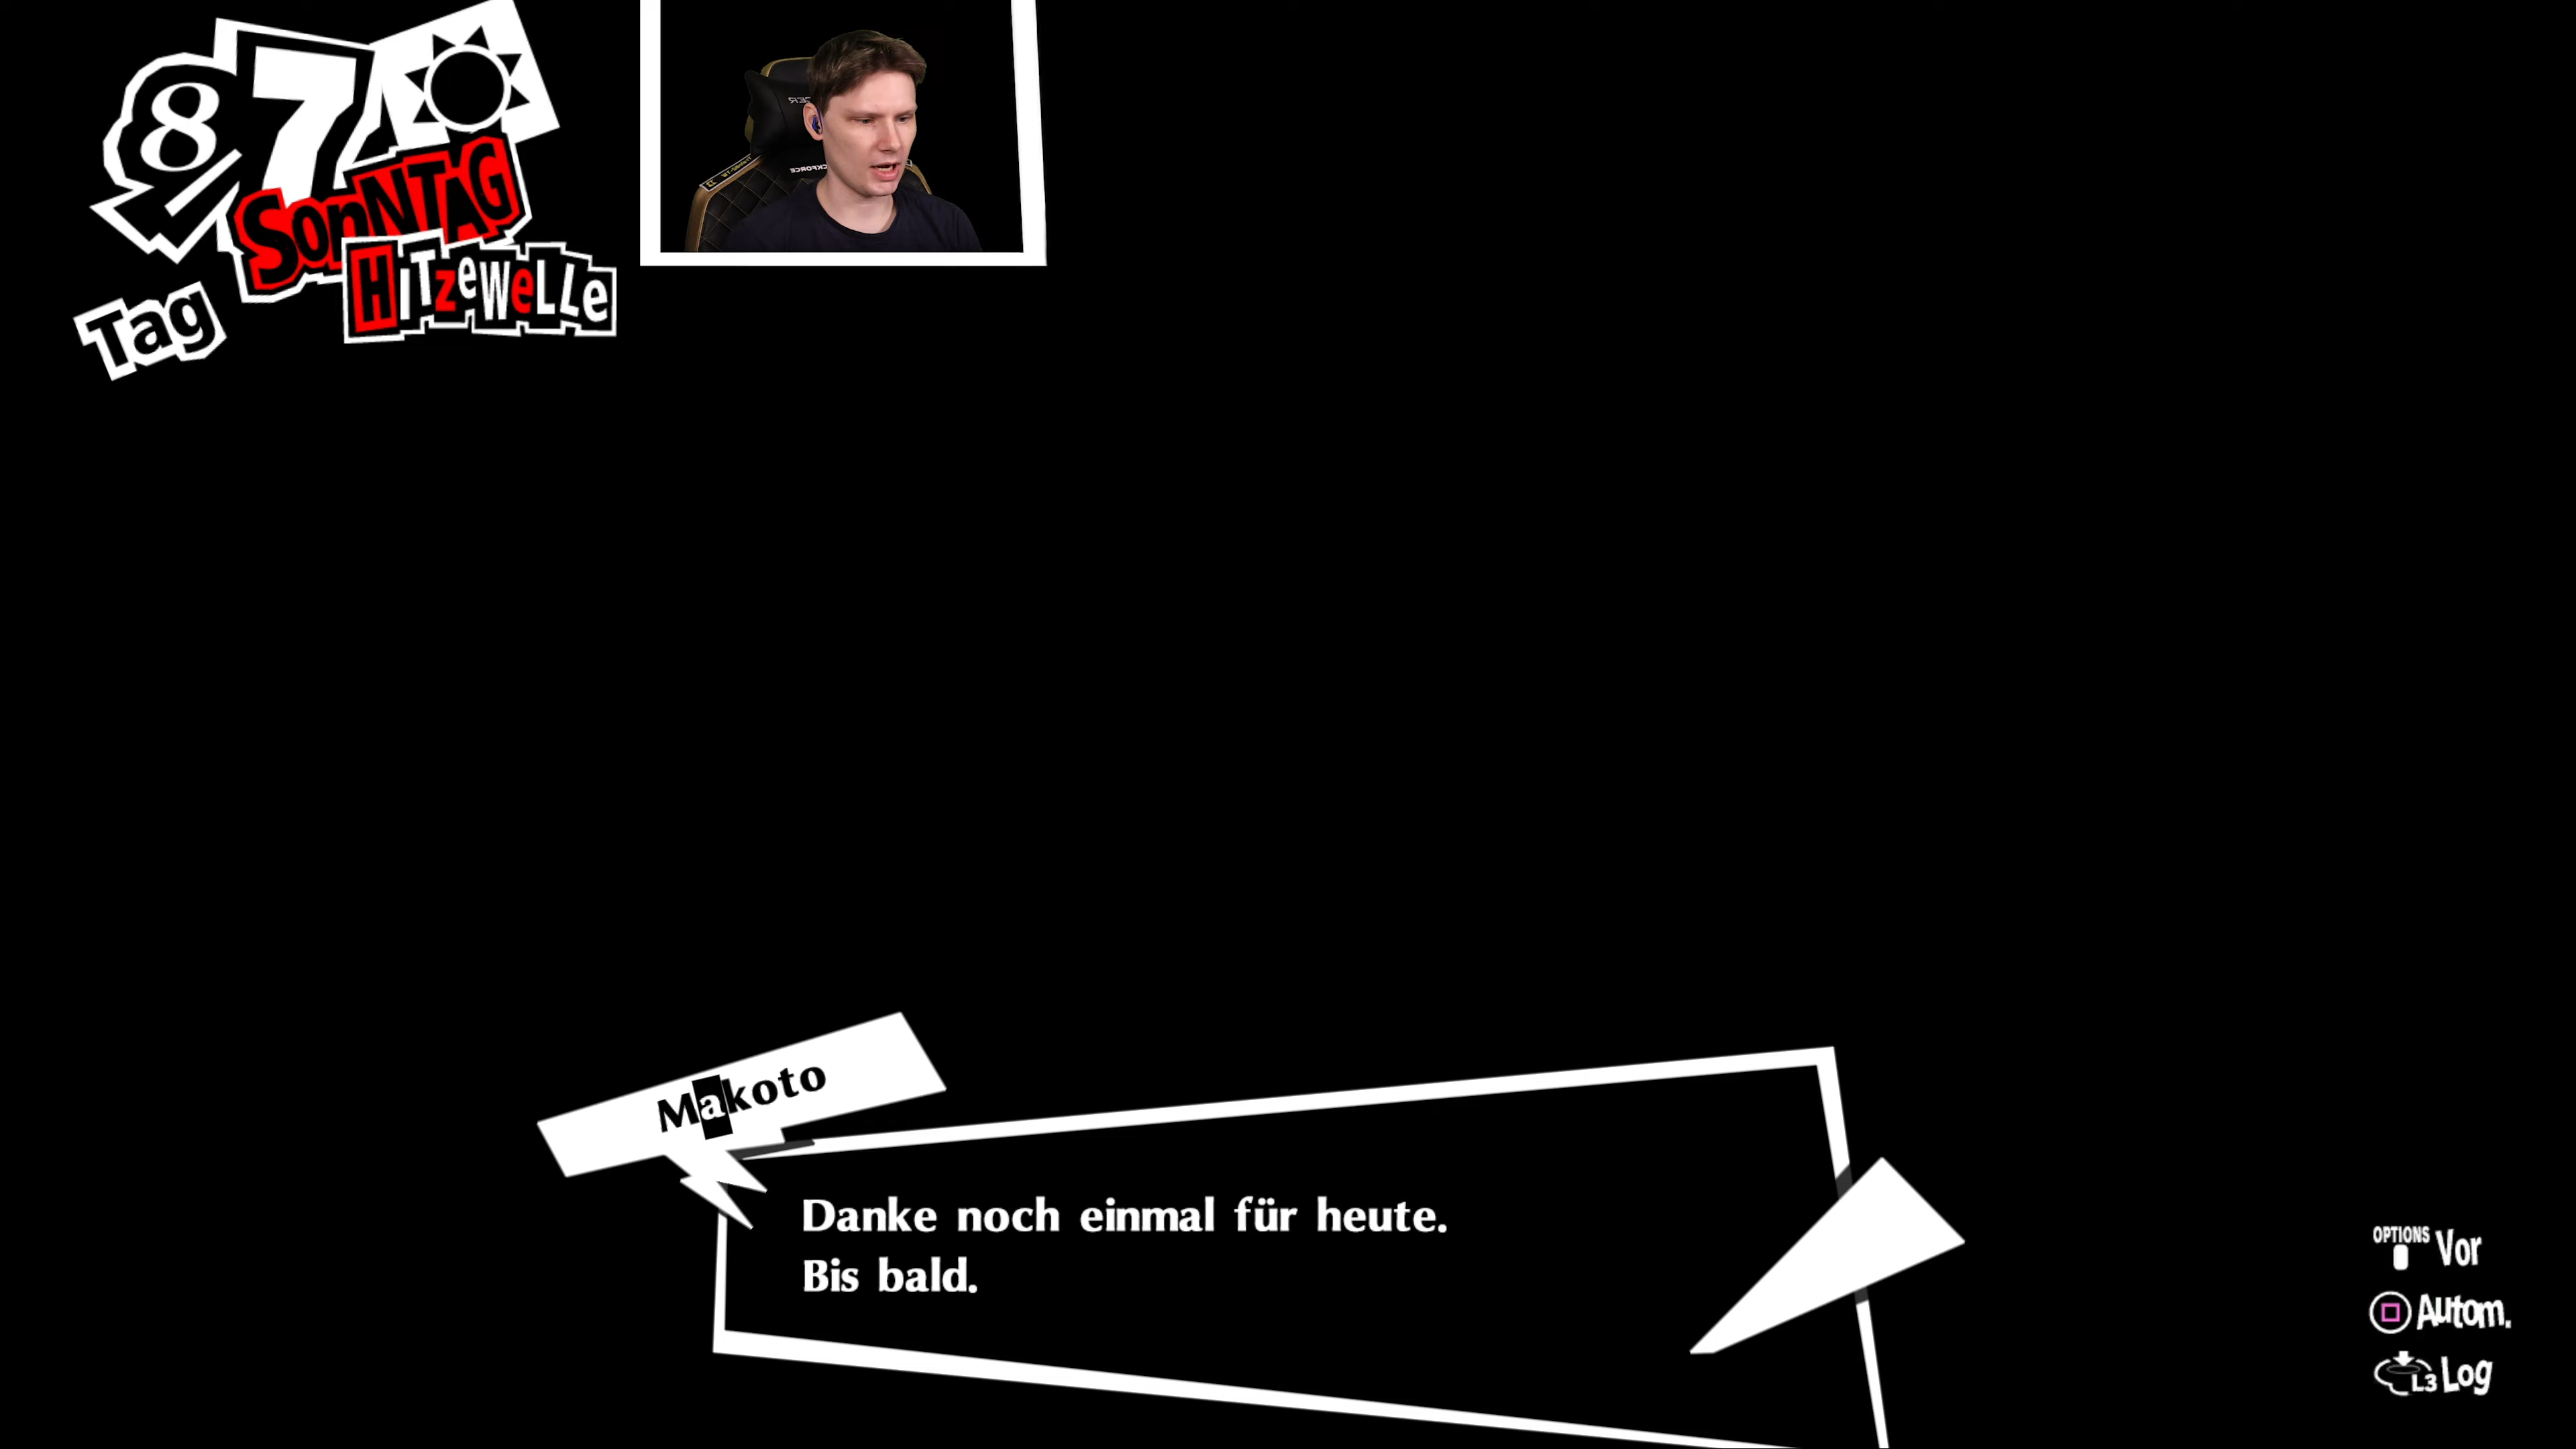 8/7
SonNTAG
HiTzeweLLe
Tag
Makoto
Danke noch einmal für heute.
Bis bald.
OPTIONS Vor
Autom.
L3 Log